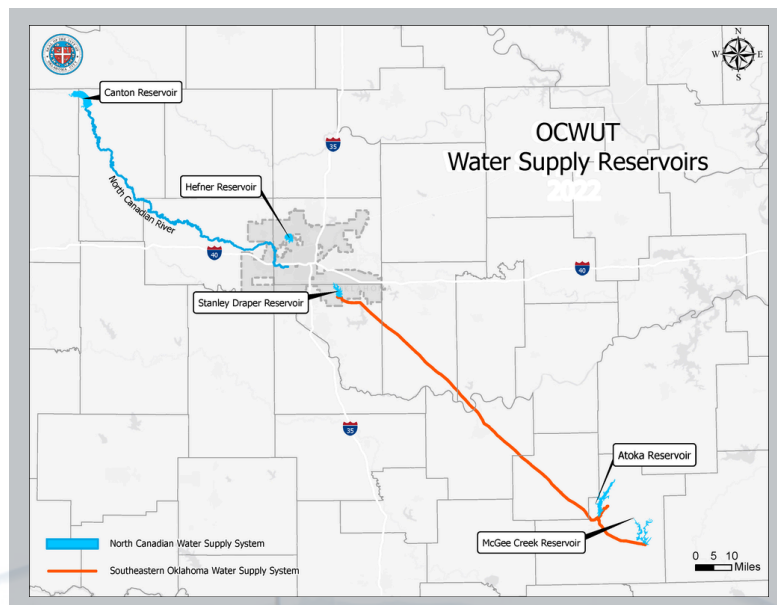 N
W E
S
Canton Reservoir
35
OCWUT
Water Supply Reservoirs
2022
Hefner Reservoir
North Canadian River
40
40
Stanley Draper Reservoir
35
Atoka Reservoir
McGee Creek Reservoir
North Canadian Water Supply System
Southeastern Oklahoma Water Supply System
0 5 10
Miles